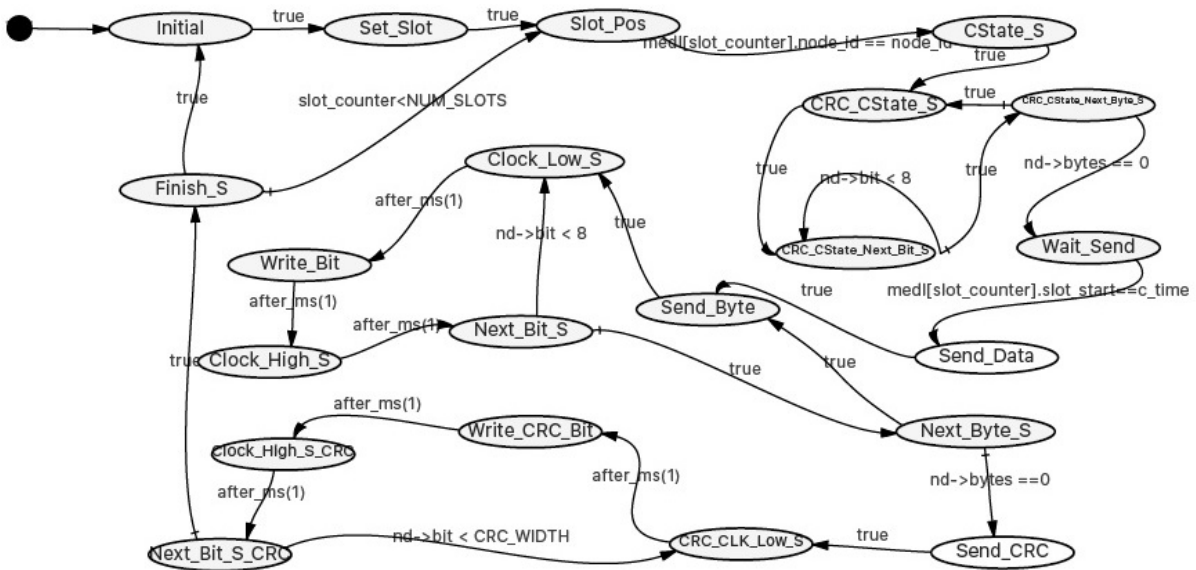 Initial
true
Set_Slot
true
Slot_Pos
medl[slot_counter].node_id == node_id
CState_S
true
true
slot_counter<NUM_SLOTS
CRC_CState_S
true
CRC_CState_Next_Byte_S
Finish_S
Clock_Low_S
true
nd->bit < 8
true
nd->bytes == 0
after_ms(1)
nd->bit < 8
true
CRC_CState_Next_Bit_S
Wait_Send
Write_Bit
after_ms(1)
true
medl[slot_counter].slot_start==c_time
Send_Byte
after_ms(1)
Next_Bit_S
true
Clock_High_S
true
true
Send_Data
after_ms(1)
Write_CRC_Bit
Next_Byte_S
Clock_High_S_CRC
after_ms(1)
after_ms(1)
nd->bytes ==0
Next_Bit_S_CRC
nd->bit < CRC_WIDTH
CRC_CLK_Low_S
true
Send_CRC